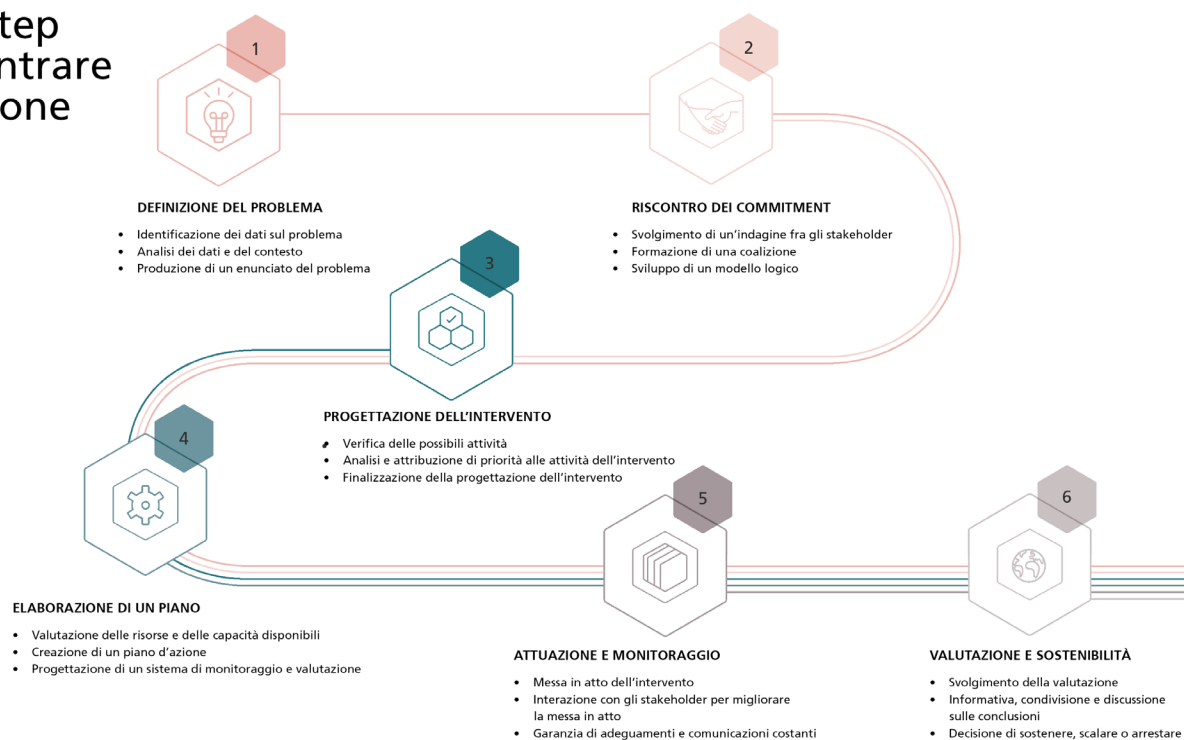 tep
ntrare
one
1
2
DEFINIZIONE DEL PROBLEMA
• Identificazione dei dati sul problema
• Analisi dei dati e del contesto
• Produzione di un enunciato del problema
RISCONTRO DEI COMMITMENT
• Svolgimento di un’indagine fra gli stakeholder
• Formazione di una coalizione
• Sviluppo di un modello logico
3
PROGETTAZIONE DELL’INTERVENTO
• Verifica delle possibili attività
• Analisi e attribuzione di priorità alle attività dell’intervento
• Finalizzazione della progettazione dell’intervento
4
ELABORAZIONE DI UN PIANO
• Valutazione delle risorse e delle capacità disponibili
• Creazione di un piano d’azione
• Progettazione di un sistema di monitoraggio e valutazione
5
ATTUAZIONE E MONITORAGGIO
• Messa in atto dell’intervento
• Interazione con gli stakeholder per migliorare
la messa in atto
• Garanzia di adeguamenti e comunicazioni costanti
6
VALUTAZIONE E SOSTENIBILITÀ
• Svolgimento della valutazione
• Informativa, condivisione e discussione
sulle conclusioni
• Decisione di sostenere, scalare o arrestare